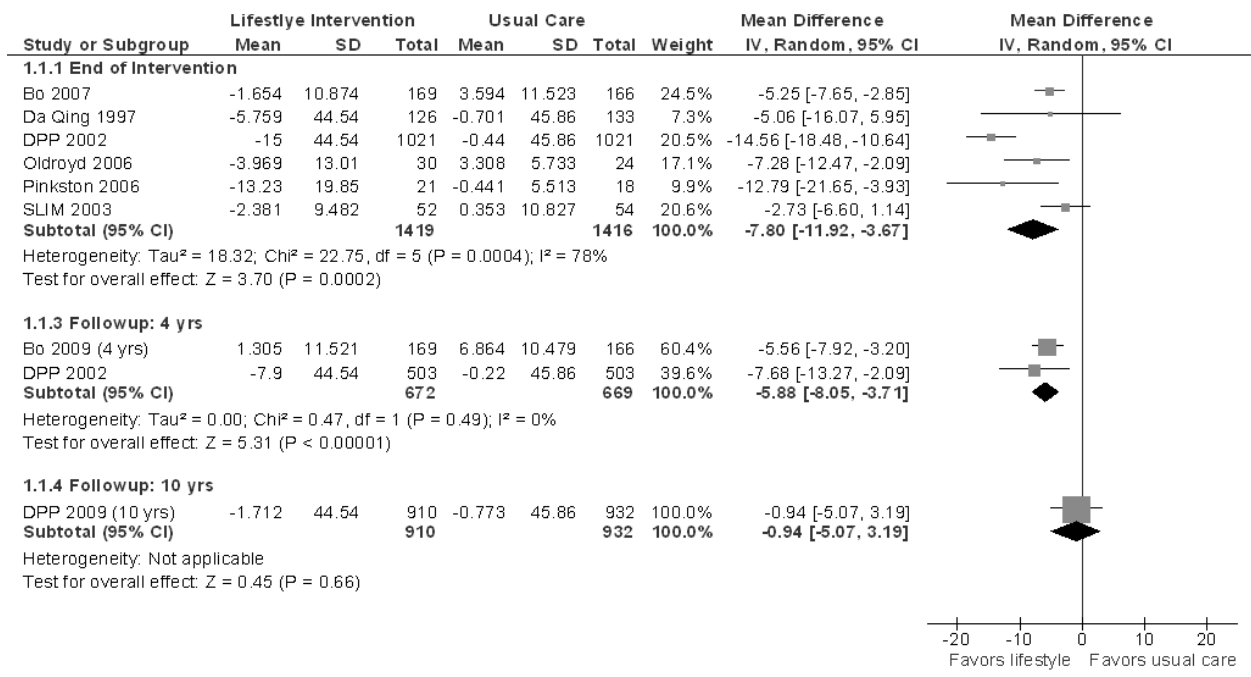 Lifestlye Intervention Usual Care Mean Difference Mean Difference
Study or Subgroup Mean SD Total Mean SD Total Weight IV, Random, 95% CI IV, Random, 95% CI
1.1.1 End of Intervention
Bo 2007 -1.654 10.874 169 3.594 11.523 166 24.5% -5.25 [-7.65, -2.85]
Da Qing 1997 -5.759 44.54 126 -0.701 45.86 133 7.3% -5.06 [-16.07, 5.95]
DPP 2002 -15 44.54 1021 -0.44 45.86 1021 20.5% -14.56 [-18.48, -10.64]
Oldroyd 2006 -3.969 13.01 30 3.308 5.733 24 17.1% -7.28 [-12.47, -2.09]
Pinkston 2006 -13.23 19.85 21 -0.441 5.513 18 9.9% -12.79 [-21.65, -3.93]
SLIM 2003 -2.381 9.482 52 0.353 10.827 54 20.6% -2.73 [-6.60, 1.14]
Subtotal (95% CI) 1419 1416 100.0% -7.80 [-11.92, -3.67]
Heterogeneity: Tau² = 18.32; Chi² = 22.75, df = 5 (P = 0.0004); I² = 78%
Test for overall effect: Z = 3.70 (P = 0.0002)
1.1.3 Followup: 4 yrs
Bo 2009 (4 yrs) 1.305 11.521 169 6.864 10.479 166 60.4% -5.56 [-7.92, -3.20]
DPP 2002 -7.9 44.54 503 -0.22 45.86 503 39.6% -7.68 [-13.27, -2.09]
Subtotal (95% CI) 672 669 100.0% -5.88 [-8.05, -3.71]
Heterogeneity: Tau² = 0.00; Chi² = 0.47, df = 1 (P = 0.49); I² = 0%
Test for overall effect: Z = 5.31 (P < 0.00001)
1.1.4 Followup: 10 yrs
DPP 2009 (10 yrs) -1.712 44.54 910 -0.773 45.86 932 100.0% -0.94 [-5.07, 3.19]
Subtotal (95% CI) 910 932 100.0% -0.94 [-5.07, 3.19]
Heterogeneity: Not applicable
Test for overall effect: Z = 0.45 (P = 0.66)
-20 -10 0 10 20
Favors lifestyle Favors usual care